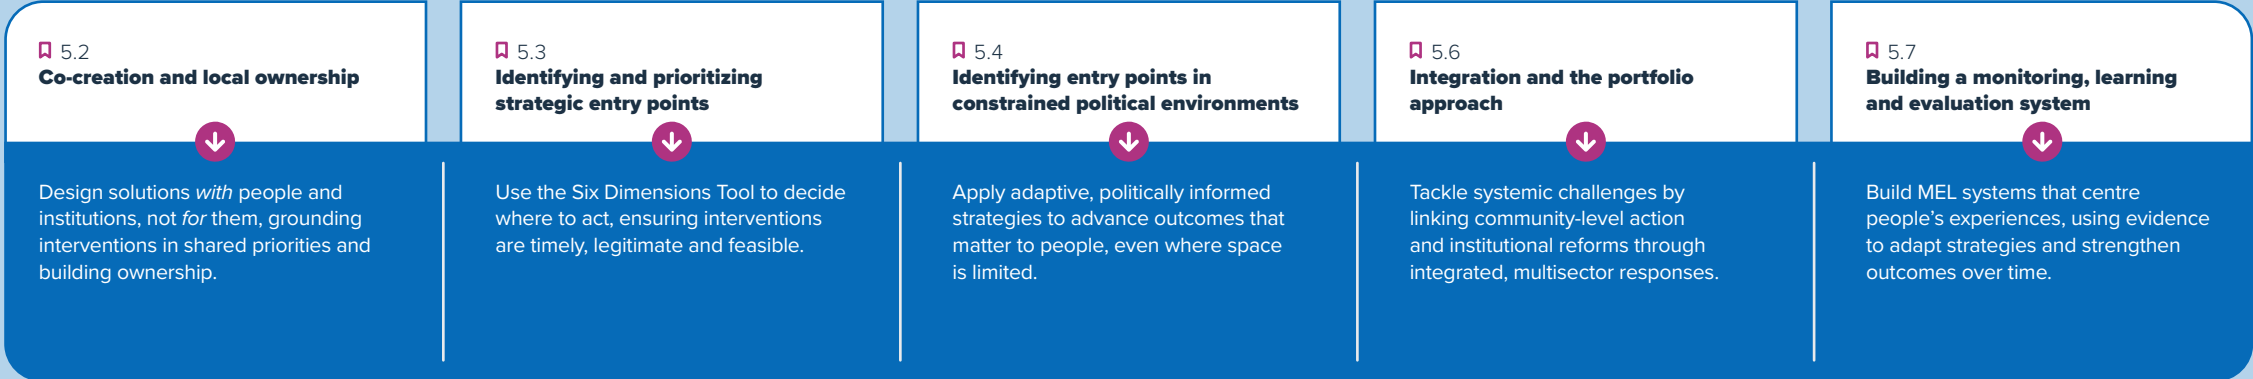 5.2
Co-creation and local ownership
Design solutions with people and
institutions, not for them, grounding
interventions in shared priorities and
building ownership.
5.3
Identifying and prioritizing
strategic entry points
Use the Six Dimensions Tool to decide
where to act, ensuring interventions
are timely, legitimate and feasible.
5.4
Identifying entry points in
constrained political environments
Apply adaptive, politically informed
strategies to advance outcomes that
matter to people, even where space
is limited.
5.6
Integration and the portfolio
approach
Tackle systemic challenges by
linking community-level action
and institutional reforms through
integrated, multisector responses.
5.7
Building a monitoring, learning
and evaluation system
Build MEL systems that centre
people’s experiences, using evidence
to adapt strategies and strengthen
outcomes over time.